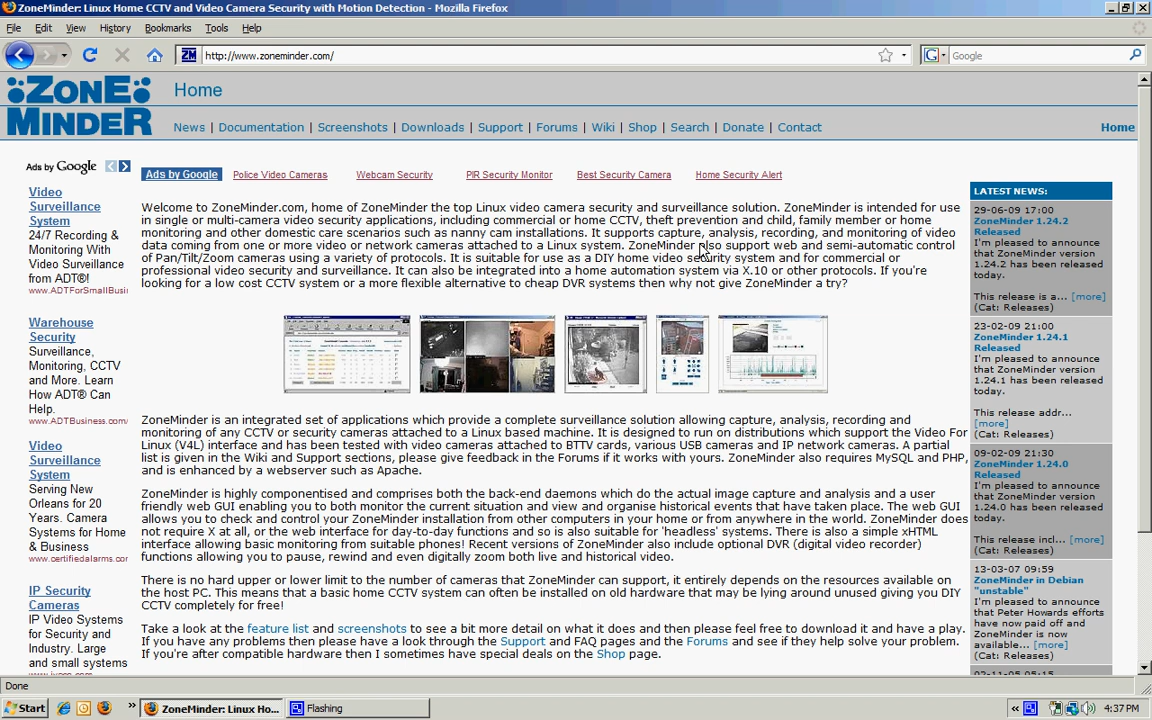 ZoneMinder: Linux Home CCTV and Video Camera Security with Motion Detection - Mozilla Firefox
File Edit View History Bookmarks Tools Help
ZM http://www.zoneminder.com/
G Google
ZONE MINDER
Home
News | Documentation | Screenshots | Downloads | Support | Forums | Wiki | Shop | Search | Donate | Contact
Home
Ads by Google
Video
Surveillance
System
24/7 Recording &
Monitoring With
Video Surveillance
from ADT!
www.ADTForSmallBusi
Warehouse
Security
Surveillance,
Monitoring, CCTV
and More. Learn
How ADT® Can
Help.
www.ADTBusiness.com/
Video
Surveillance
System
Serving New
Orleans for 20
Years. Camera
Systems for Home
& Business
www.certifiedalarms.cor
IP Security
Cameras
IP Video Systems
for Security and
Industry. Large
and small systems
Ads by Google Police Video Cameras Webcam Security PIR Security Monitor Best Security Camera Home Security Alert
Welcome to ZoneMinder.com, home of ZoneMinder the top Linux video camera security and surveillance solution. ZoneMinder is intended for use
in single or multi-camera video security applications, including commercial or home CCTV, theft prevention and child, family member or home
monitoring and other domestic care scenarios such as nanny cam installations. It supports capture, analysis, recording, and monitoring of video
data coming from one or more video or network cameras attached to a Linux system. ZoneMinder also support web and semi-automatic control
of Pan/Tilt/Zoom cameras using a variety of protocols. It is suitable for use as a DIY home video security system and for commercial or
professional video security and surveillance. It can also be integrated into a home automation system via X.10 or other protocols. If you're
looking for a low cost CCTV system or a more flexible alternative to cheap DVR systems then why not give ZoneMinder a try?
ZoneMinder is an integrated set of applications which provide a complete surveillance solution allowing capture, analysis, recording and
monitoring of any CCTV or security cameras attached to a Linux based machine. It is designed to run on distributions which support the Video For
Linux (V4L) interface and has been tested with video cameras attached to BTTV cards, various USB cameras and IP network cameras. A partial
list is given in the Wiki and Support sections, please give feedback in the Forums if it works with yours. ZoneMinder also requires MySQL and PHP,
and is enhanced by a webserver such as Apache.
ZoneMinder is highly componentised and comprises both the back-end daemons which do the actual image capture and analysis and a user
friendly web GUI enabling you to both monitor the current situation and view and organise historical events that have taken place. The web GUI
allows you to check and control your ZoneMinder installation from other computers in your home or from anywhere in the world. ZoneMinder does
not require X at all, or the web interface for day-to-day functions and so is also suitable for 'headless' systems. There is also a simple xHTML
interface allowing basic monitoring from suitable phones! Recent versions of ZoneMinder also include optional DVR (digital video recorder)
functions allowing you to pause, rewind and even digitally zoom both live and historical video.
There is no hard upper or lower limit to the number of cameras that ZoneMinder can support, it entirely depends on the resources available on
the host PC. This means that a basic home CCTV system can often be installed on old hardware that may be lying around unused giving you DIY
CCTV completely for free!
Take a look at the feature list and screenshots to see a bit more detail on what it does and then please feel free to download it and have a play.
If you have any problems then please have a look through the Support and FAQ pages and the Forums and see if they help solve your problem.
If you're after compatible hardware then I sometimes have special deals on the Shop page.
LATEST NEWS:
29-06-09 17:00
ZoneMinder 1.24.2
Released
I'm pleased to announce
that ZoneMinder version
1.24.2 has been released
today.
This release is a... [more]
(Cat: Releases)
23-02-09 21:00
ZoneMinder 1.24.1
Released
I'm pleased to announce
that ZoneMinder version
1.24.1 has been released
today.
This release addr...
[more]
(Cat: Releases)
09-02-09 21:30
ZoneMinder 1.24.0
Released
I'm pleased to announce
that ZoneMinder version
1.24.0 has been released
today.
This release incl... [more]
(Cat: Releases)
13-03-07 09:59
ZoneMinder in Debian
"unstable"
I'm pleased to announce
that Peter Howards efforts
have now paid off and
ZoneMinder is now
available... [more]
(Cat: Releases)
Done
Start » ZoneMinder: Linux Ho... Flashing « 4:37 PM